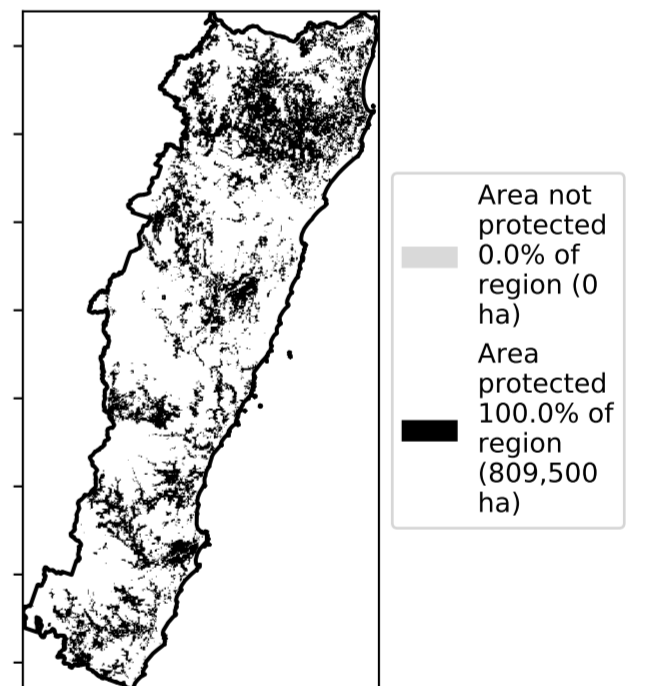 Area not
protected
0.0% of
region (0
ha)
Area
protected
100.0% of
region
(809,500
ha)